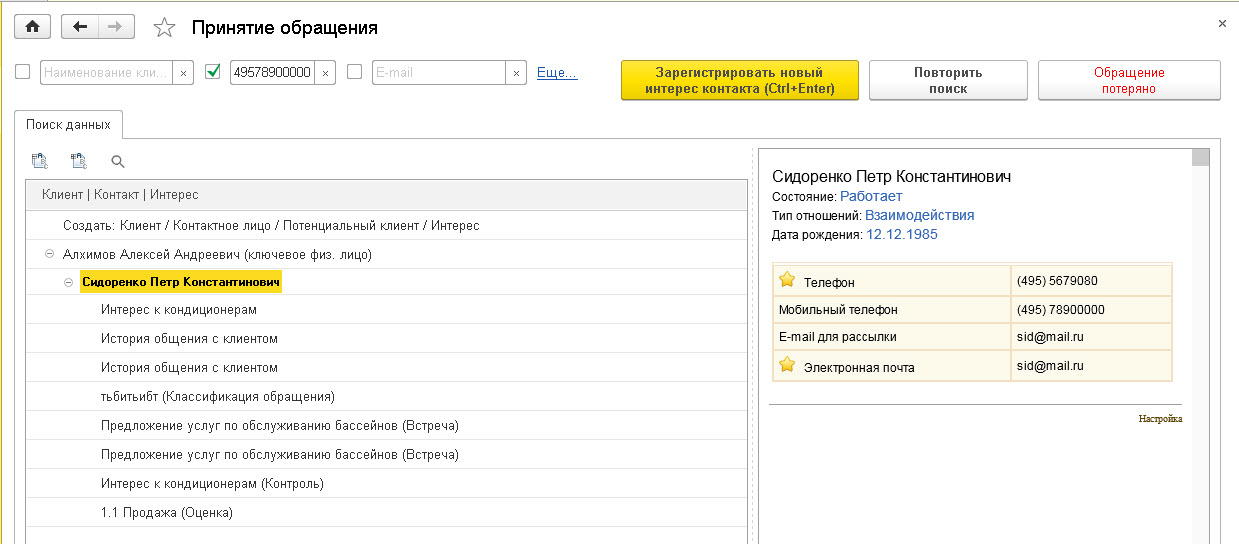 Принятие обращения
Наименование кли...
49578900000
E-mail
Еще...
Зарегистрировать новый
интерес контакта (Ctrl+Enter)
Повторить
поиск
Обращение
потеряно
Поиск данных
Клиент | Контакт | Интерес
Создать: Клиент / Контактное лицо / Потенциальный клиент / Интерес
Алхимов Алексей Андреевич (ключевое физ. лицо)
Сидоренко Петр Константинович
Интерес к кондиционерам
История общения с клиентом
История общения с клиентом
тьбитьибт (Классификация обращения)
Предложение услуг по обслуживанию бассейнов (Встреча)
Предложение услуг по обслуживанию бассейнов (Встреча)
Интерес к кондиционерам (Контроль)
1.1 Продажа (Оценка)
Сидоренко Петр Константинович
Состояние: Работает
Тип отношений: Взаимодействия
Дата рождения: 12.12.1985
Телефон (495) 5679080
Мобильный телефон (495) 78900000
E-mail для рассылки sid@mail.ru
Электронная почта sid@mail.ru
Настройка